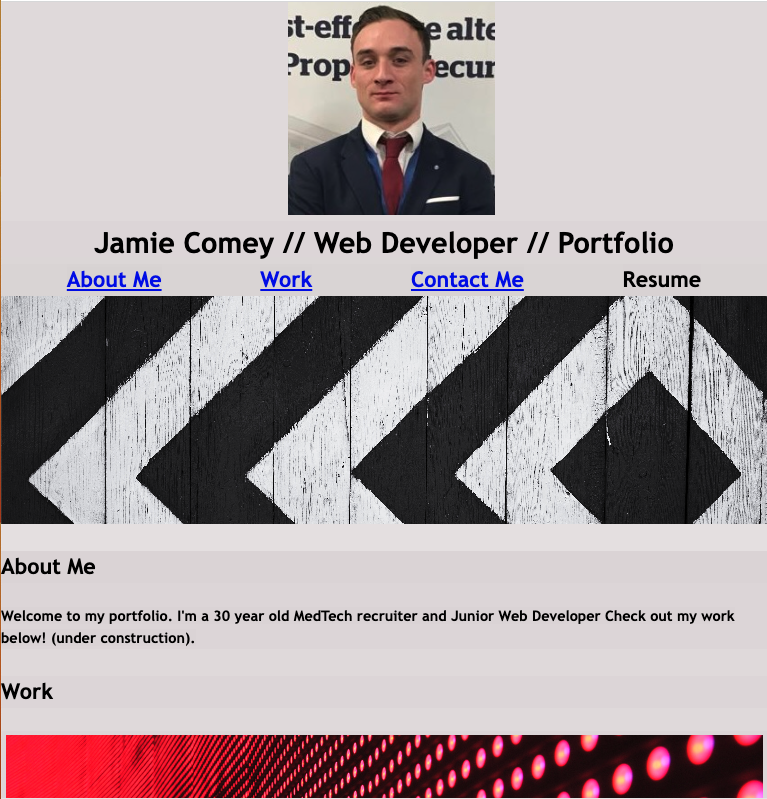 st-eff e alte
Prop ecur
Jamie Comey // Web Developer // Portfolio
About Me Work Contact Me Resume
About Me
Welcome to my portfolio. I'm a 30 year old MedTech recruiter and Junior Web Developer Check out my work
below! (under construction).
Work